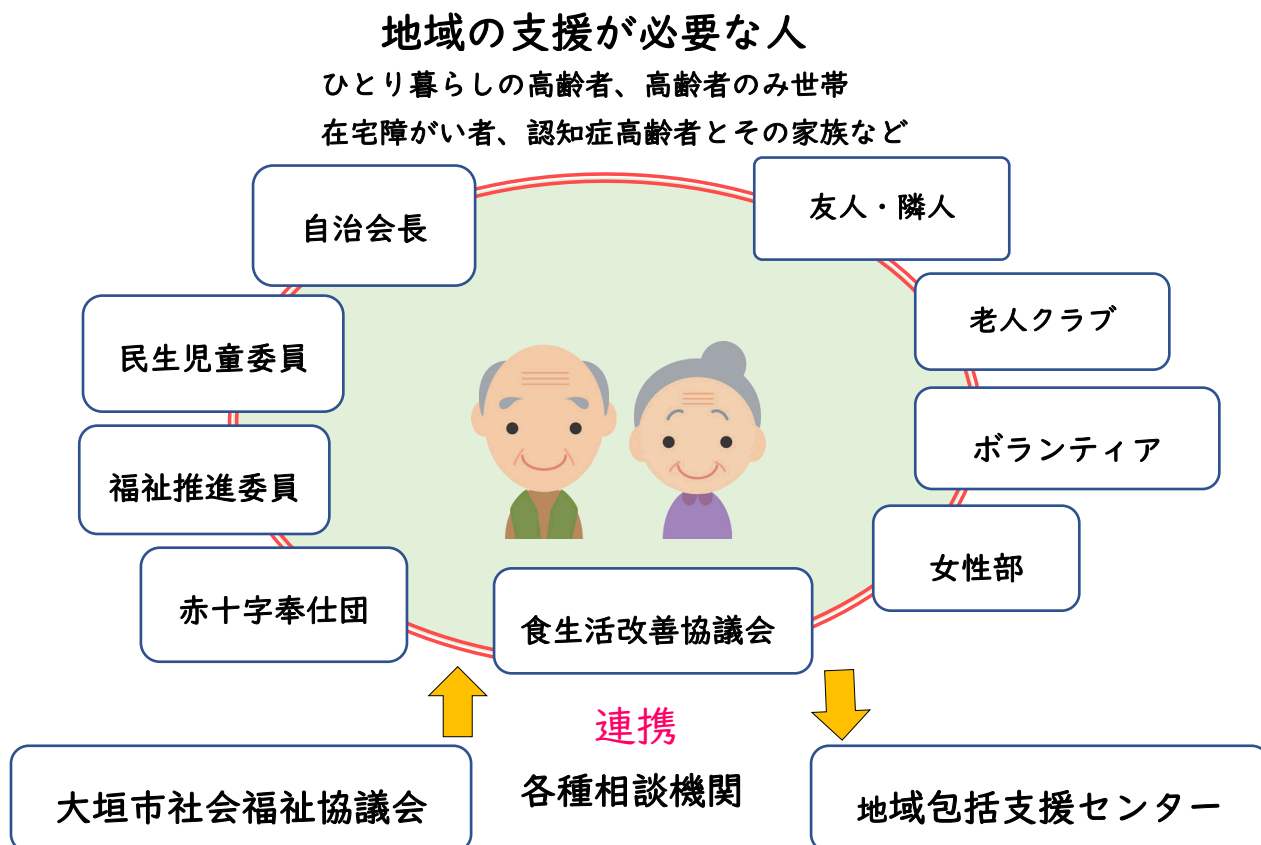 地域の支援が必要な人
ひとり暮らしの高齢者、高齢者のみ世帯
在宅障がい者、認知症高齢者とその家族など
自治会長
友人・隣人
民生児童委員
老人クラブ
福祉推進委員
ボランティア
赤十字奉仕団
女性部
食生活改善協議会
連携
各種相談機関
大垣市社会福祉協議会
地域包括支援センター